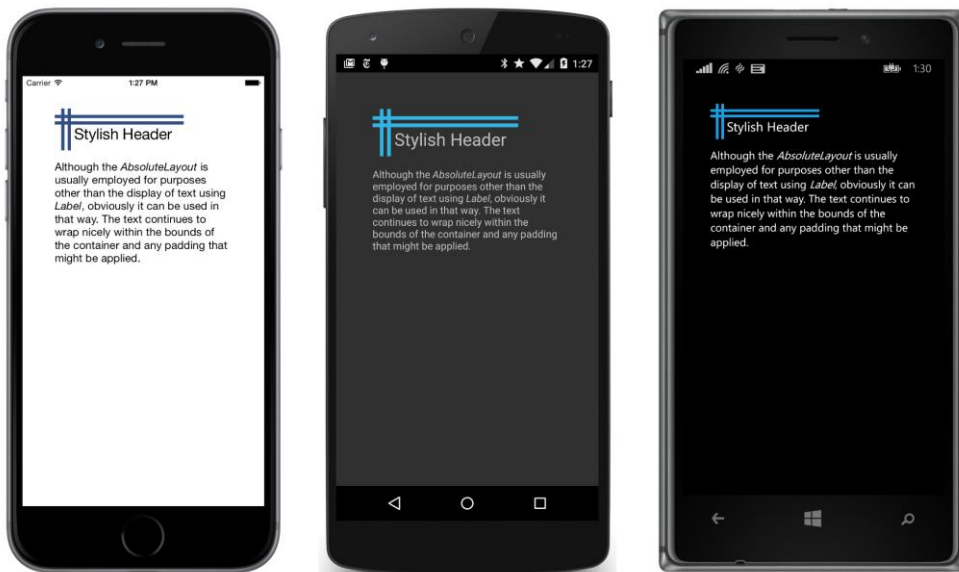 Carrier 1:27 PM
Stylish Header
Although the AbsoluteLayout is
usually employed for purposes
other than the display of text using
Label, obviously it can be used in
that way. The text continues to
wrap nicely within the bounds of
the container and any padding that
might be applied.
1:27
Stylish Header
Although the AbsoluteLayout is usually
employed for purposes other than the
display of text using Label, obviously it
can be used in that way. The text
continues to wrap nicely within the
bounds of the container and any padding
that might be applied.
1:30
Stylish Header
Although the AbsoluteLayout is usually
employed for purposes other than the
display of text using Label, obviously it can
be used in that way. The text continues to
wrap nicely within the bounds of the
container and any padding that might be
applied.